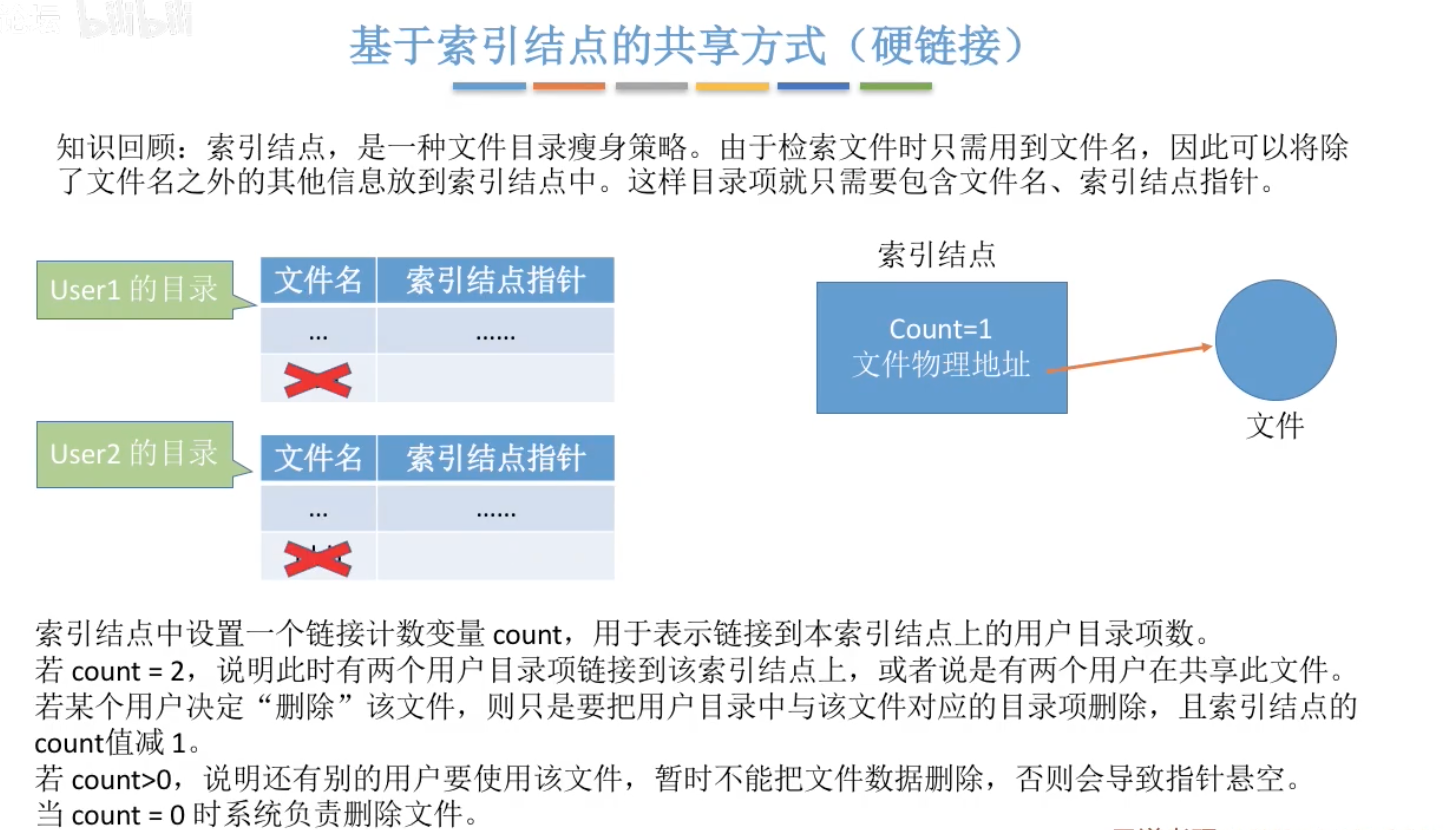 bilibili
基于索引结点的共享方式（硬链接）
知识回顾：索引结点，是一种文件目录瘦身策略。由于检索文件时只需用到文件名，因此可以将除
了文件名之外的其他信息放到索引结点中。这样目录项就只需要包含文件名、索引结点指针。
User1 的目录
文件名 索引结点指针
... ......
User2 的目录
文件名 索引结点指针
... ......
索引结点
Count=1
文件物理地址
文件
索引结点中设置一个链接计数变量 count，用于表示链接到本索引结点上的用户目录项数。
若 count = 2，说明此时有两个用户目录项链接到该索引结点上，或者说是有两个用户在共享此文件。
若某个用户决定“删除”该文件，则只是要把用户目录中与该文件对应的目录项删除，且索引结点的
count值减 1。
若 count>0，说明还有别的用户要使用该文件，暂时不能把文件数据删除，否则会导致指针悬空。
当 count = 0 时系统负责删除文件。